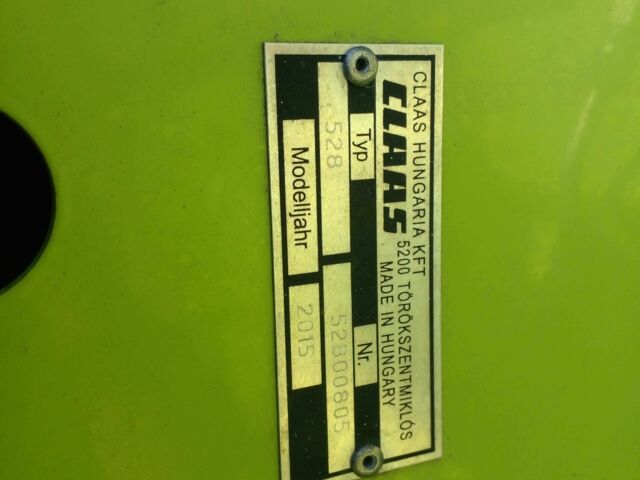 CLAAS HUNGARIA KFT
CLAAS 5200 TÖRÖKSZENTMIKLÓS
MADE IN HUNGARY
Typ Nr.
528 52800805
Modelljahr 2015